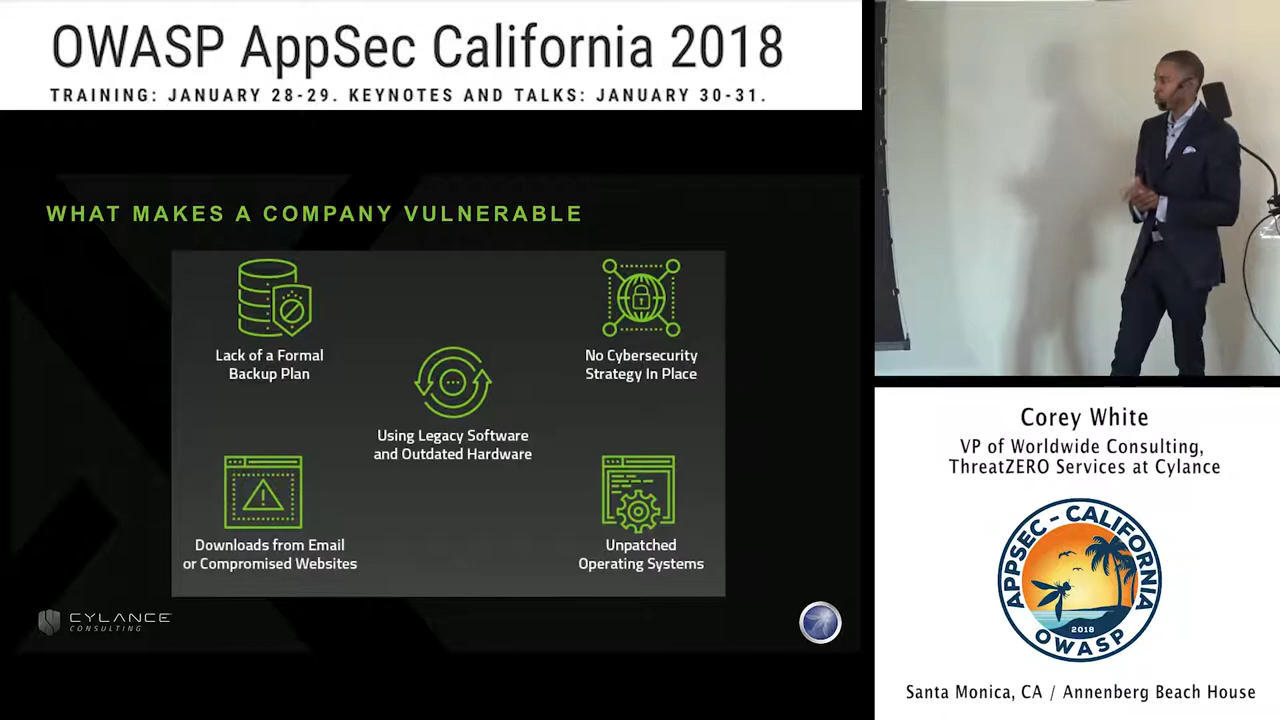 OWASP AppSec California 2018
TRAINING: JANUARY 28-29. KEYNOTES AND TALKS: JANUARY 30-31.
WHAT MAKES A COMPANY VULNERABLE
Lack of a Formal
Backup Plan
No Cybersecurity
Strategy In Place
Using Legacy Software
and Outdated Hardware
Downloads from Email
or Compromised Websites
Unpatched
Operating Systems
CYLANCE
CONSULTING
Corey White
VP of Worldwide Consulting,
ThreatZERO Services at Cylance
APPSEC - CALIFORNIA
2018
OWASP
Santa Monica, CA / Annenberg Beach House